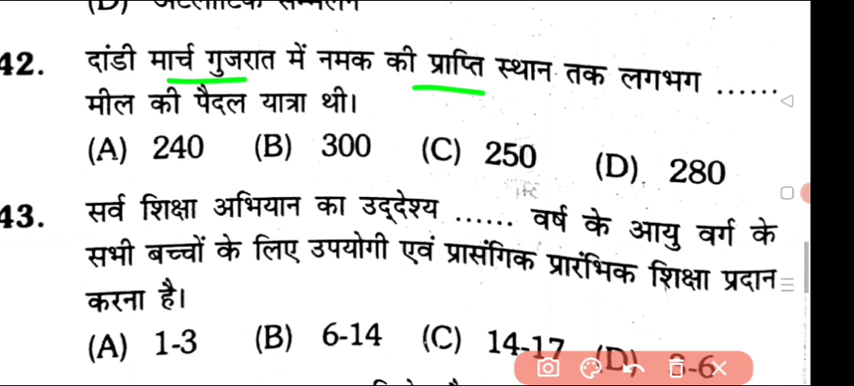 42. दांडी मार्च गुजरात में नमक की प्राप्ति स्थान तक लगभग ......
मील की पैदल यात्रा थी।
(A) 240 (B) 300 (C) 250 (D) 280
43. सर्व शिक्षा अभियान का उद्देश्य ...... वर्ष के आयु वर्ग के
सभी बच्चों के लिए उपयोगी एवं प्रासंगिक प्रारंभिक शिक्षा प्रदान
करना है।
(A) 1-3 (B) 6-14 (C) 14-17 (D)